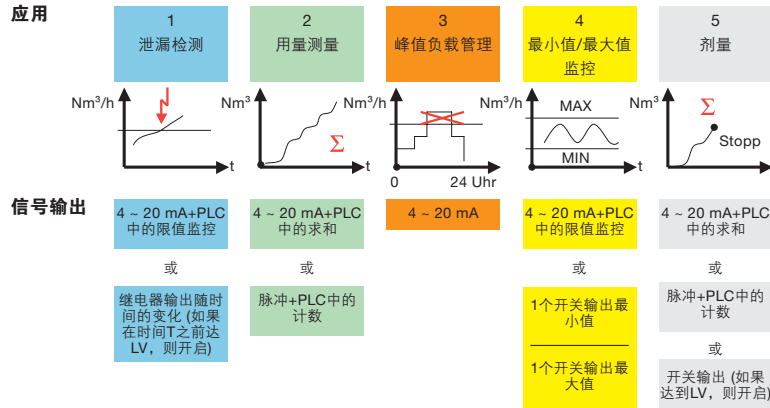 应用
1
泄漏检测
2
用量测量
3
峰值负载管理
4
最小值/最大值
监控
5
剂量
Nm³/h
t
Nm³
Σ
t
Nm³/h
0
24 Uhr
Nm³/h
MAX
MIN
t
Nm³
Σ
Stopp
t
信号输出
4 ~ 20 mA+PLC
中的限值监控
或
继电器输出随时
间的变化 (如果
在时间T之前达
LV，则开启)
4 ~ 20 mA+PLC
中的求和
或
脉冲+PLC中的
计数
4 ~ 20 mA
4 ~ 20 mA+PLC
中的限值监控
或
1个开关输出最
小值
1个开关输出最
大值
4 ~ 20 mA+PLC
中的求和
或
脉冲+PLC中的
计数
或
开关输出 (如果
达到LV，则开启)